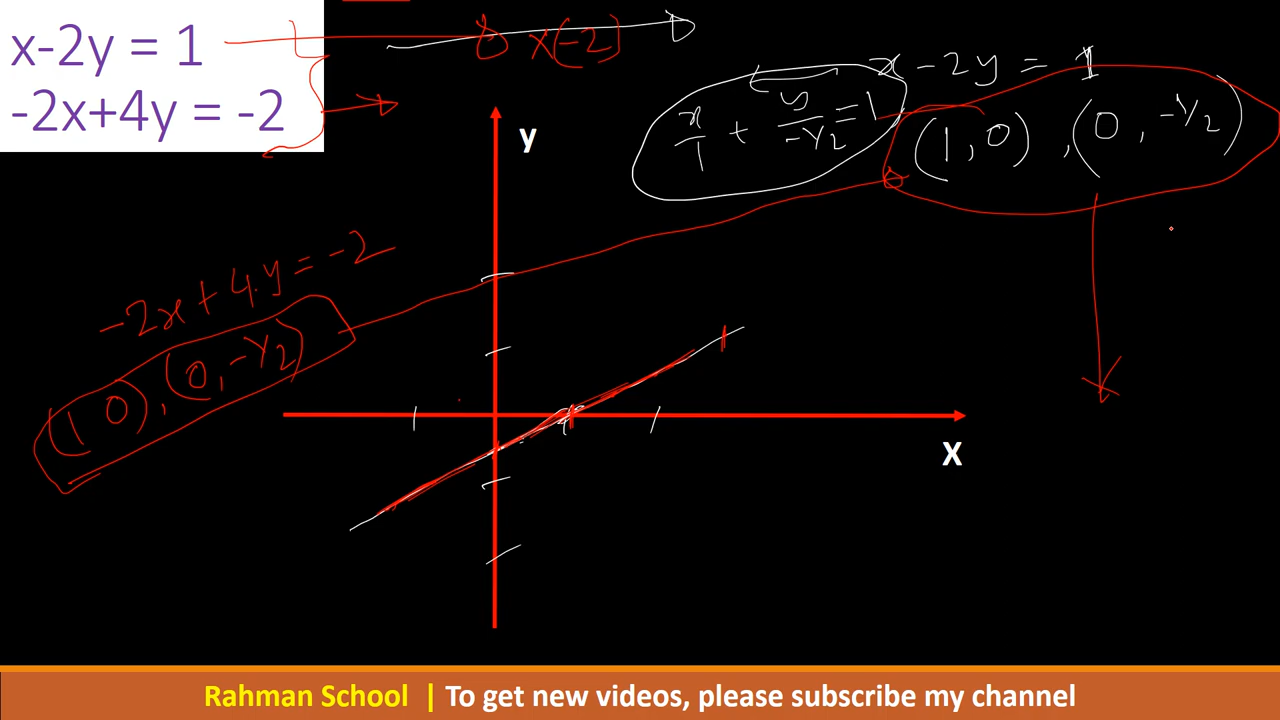 x-2y = 1
-2x+4y = -2
x(-2)
x - 2y = 1
x/1 + y/-1/2 = 1
(1, 0), (0, -1/2)
y
-2x + 4y = -2
(1 0), (0, -1/2)
X
Rahman School | To get new videos, please subscribe my channel